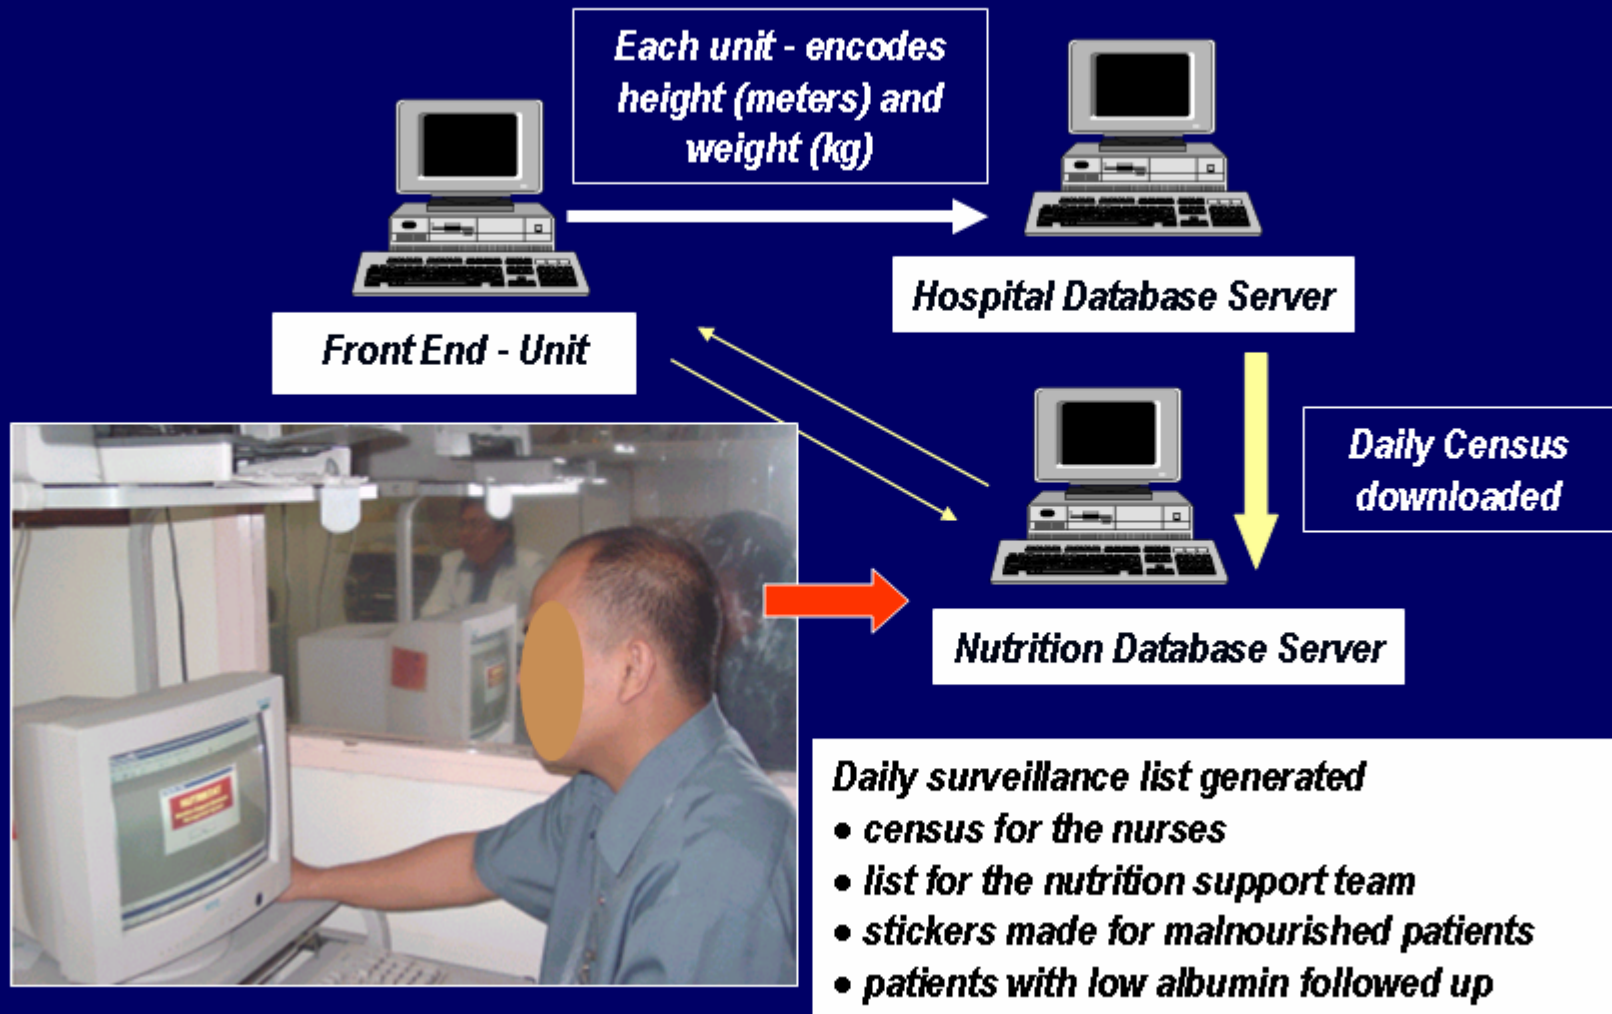 Each unit - encodes
height (meters) and
weight (kg)
Hospital Database Server
Front End - Unit
Daily Census
downloaded
Nutrition Database Server
Daily surveillance list generated
• census for the nurses
• list for the nutrition support team
• stickers made for malnourished patients
• patients with low albumin followed up